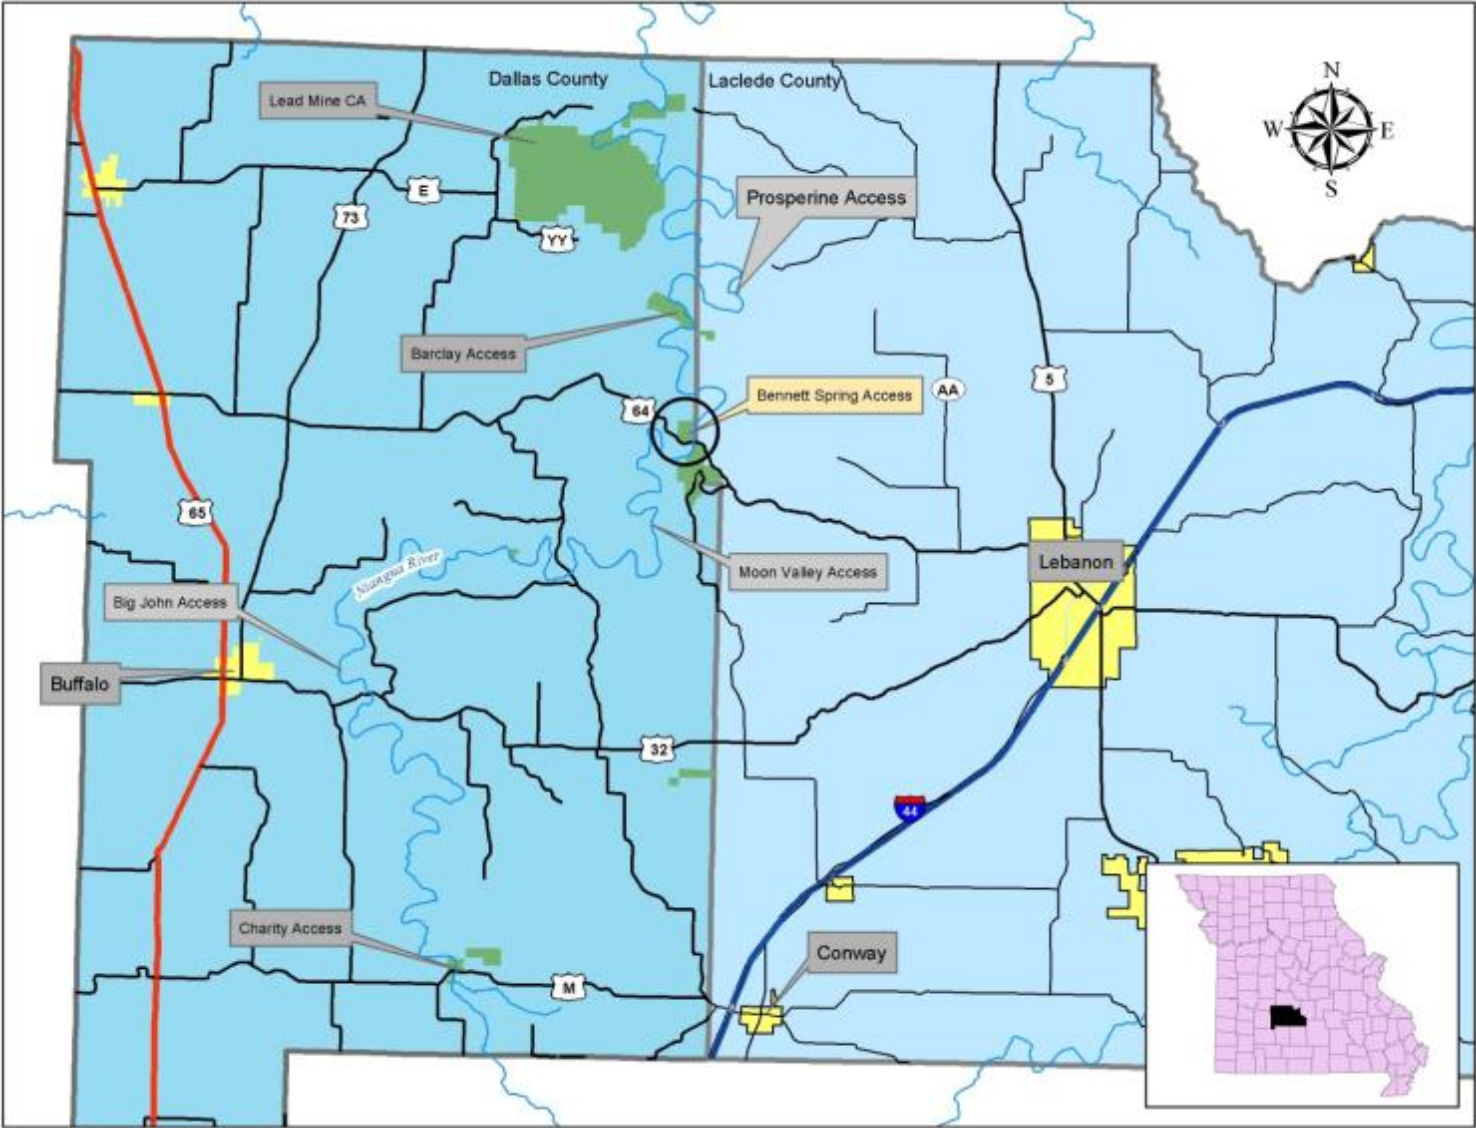 Dallas County
Laclede County
Lead Mine CA
N
W
E
S
E
73
YY
Prosperine Access
Barclay Access
64
Bennett Spring Access
AA
5
65
Niangua River
Moon Valley Access
Lebanon
Big John Access
Buffalo
32
44
Charity Access
Conway
M